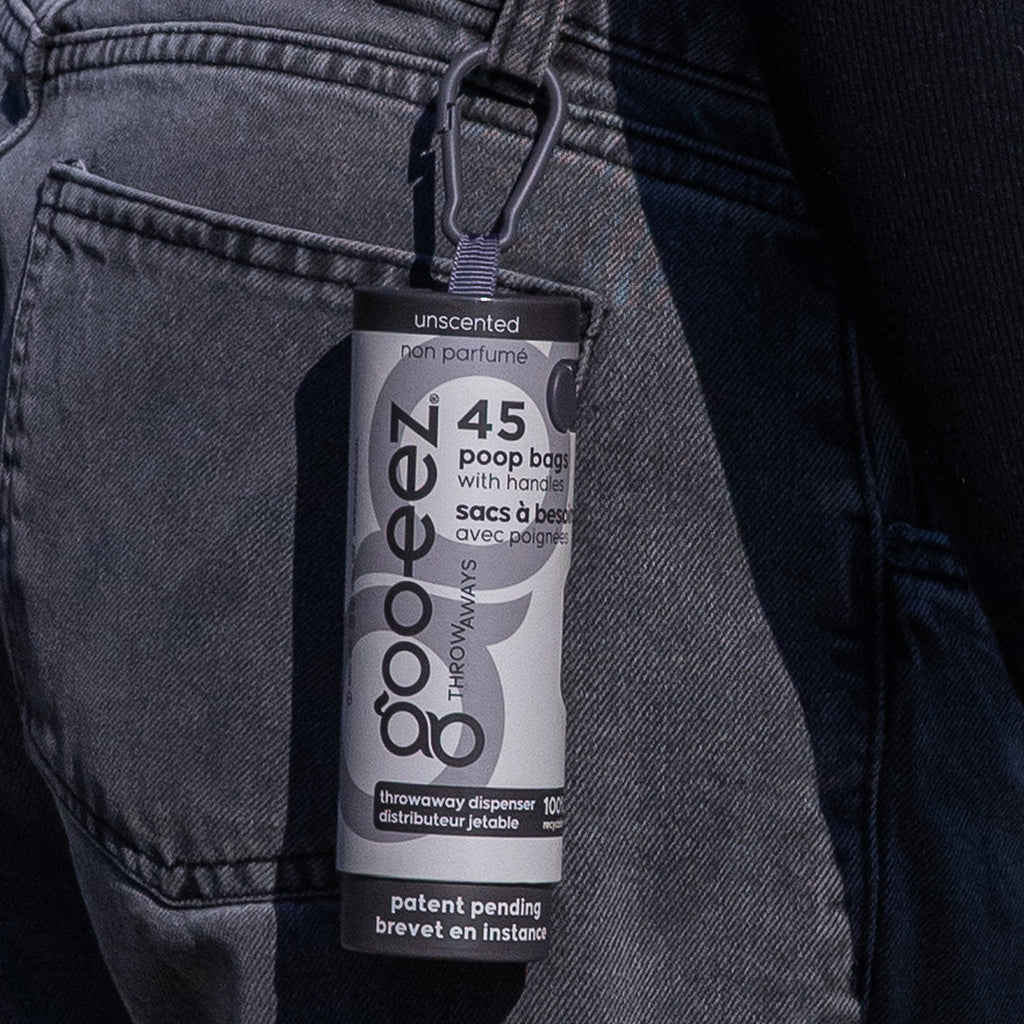 unscented
non parfumé
goo-eez®
THROWAWAYS
45
poop bags
with handles
sacs à
avec poignées
throwaway dispenser
distributeur jetable
patent pending
brevet en instance